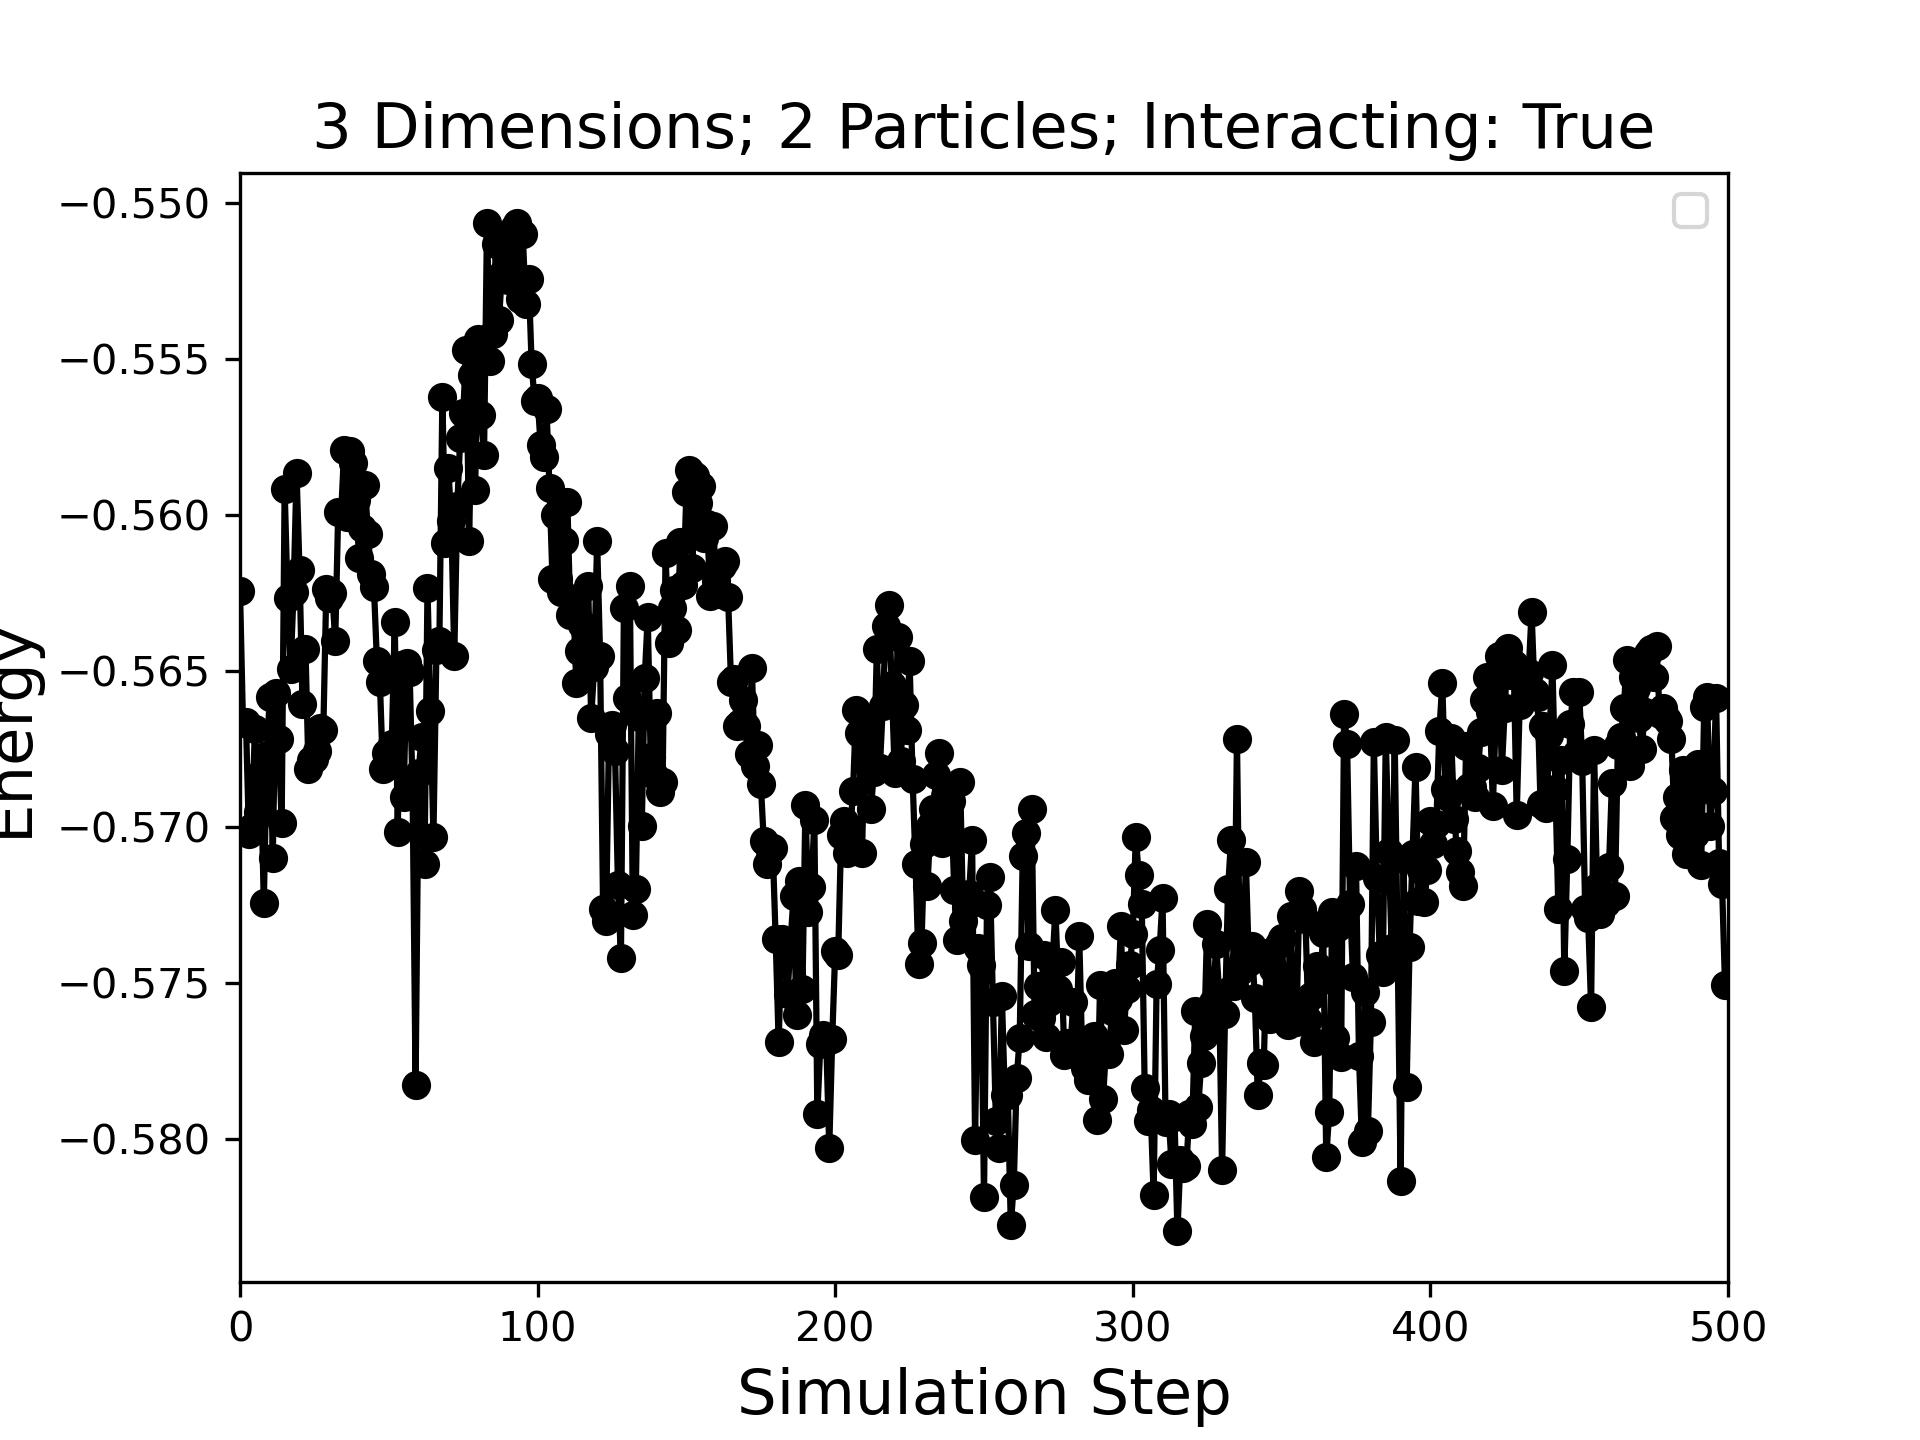 3 Dimensions; 2 Particles; Interacting: True
−0.550
−0.555
−0.560
−0.565
−0.570
−0.575
−0.580
Energy
0 100 200 300 400 500
Simulation Step